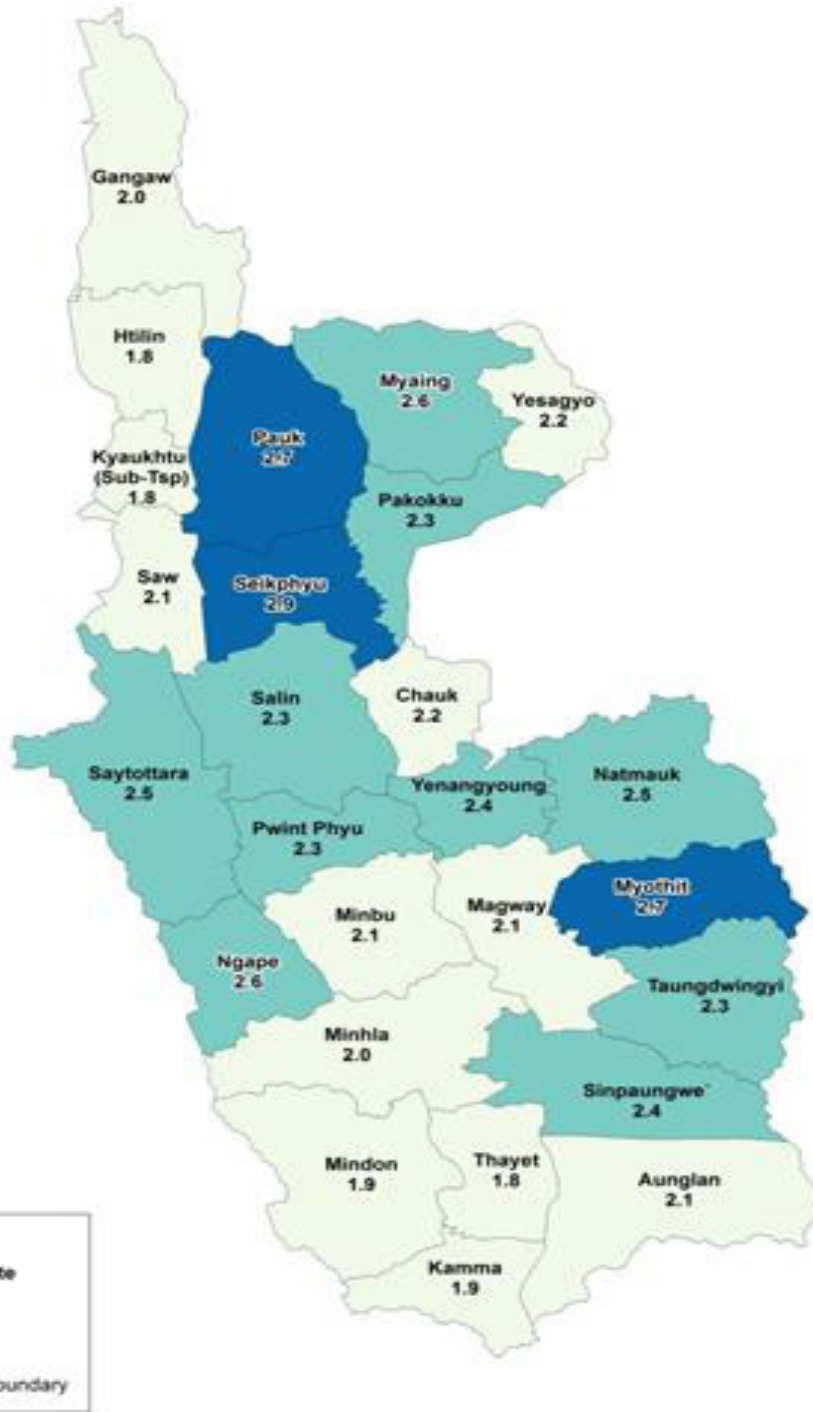 Gangaw
2.0
Htilin
1.8
Myaing
2.6
Yesagyo
2.2
Pauk
2.7
Kyaukhtu
(Sub-Tsp)
1.8
Pakokku
2.3
Saw
2.1
Seikphyu
2.9
Salin
2.3
Chauk
2.2
Saytottara
2.5
Yenangyoung
2.4
Natmauk
2.5
Pwint Phyu
2.3
Myothit
2.7
Minbu
2.1
Magway
2.1
Ngape
2.6
Taungdwingyi
2.3
Minhla
2.0
Sinpaungwe
2.4
Mindon
1.9
Thayet
1.8
Aunglan
2.1
Kamma
1.9
te
oundary